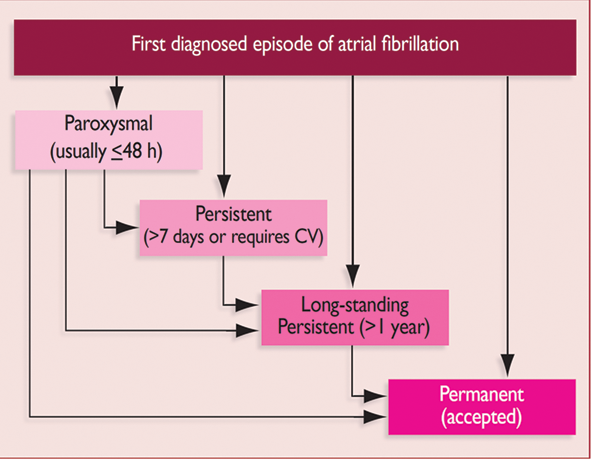 First diagnosed episode of atrial fibrillation
Paroxysmal
(usually ≤48 h)
Persistent
(>7 days or requires CV)
Long-standing
Persistent (>1 year)
Permanent
(accepted)